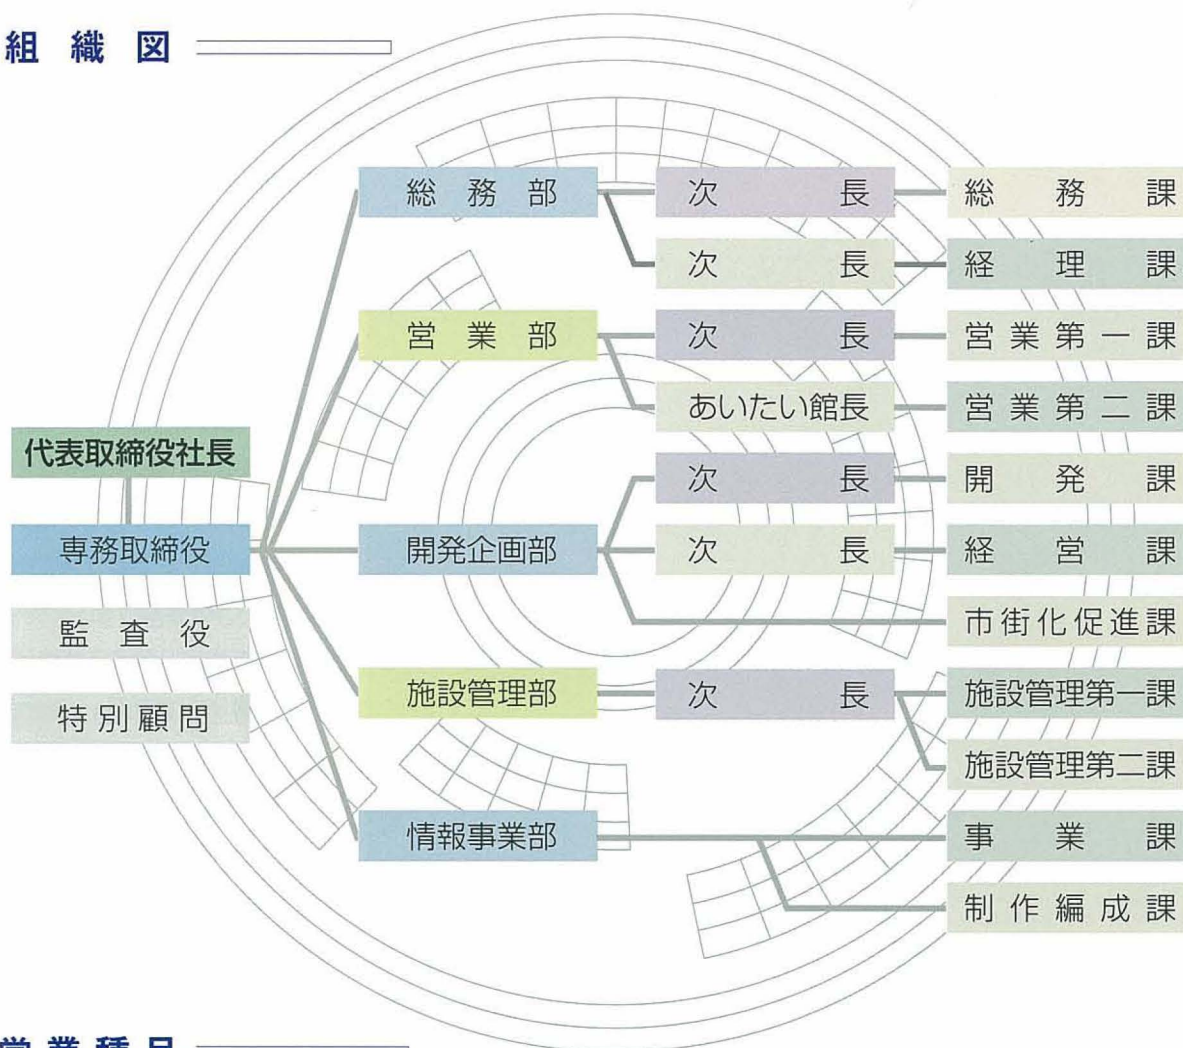 組織図
総務部 次長 総務課
次長 経理課
営業部 次長 営業第一課
あいたい館長 営業第二課
代表取締役社長
次長 開発課
専務取締役 開発企画部 次長 経営課
監査役 市街化促進課
施設管理部 次長 施設管理第一課
特別顧問
施設管理第二課
情報事業部 事業課
制作編成課
営業種目